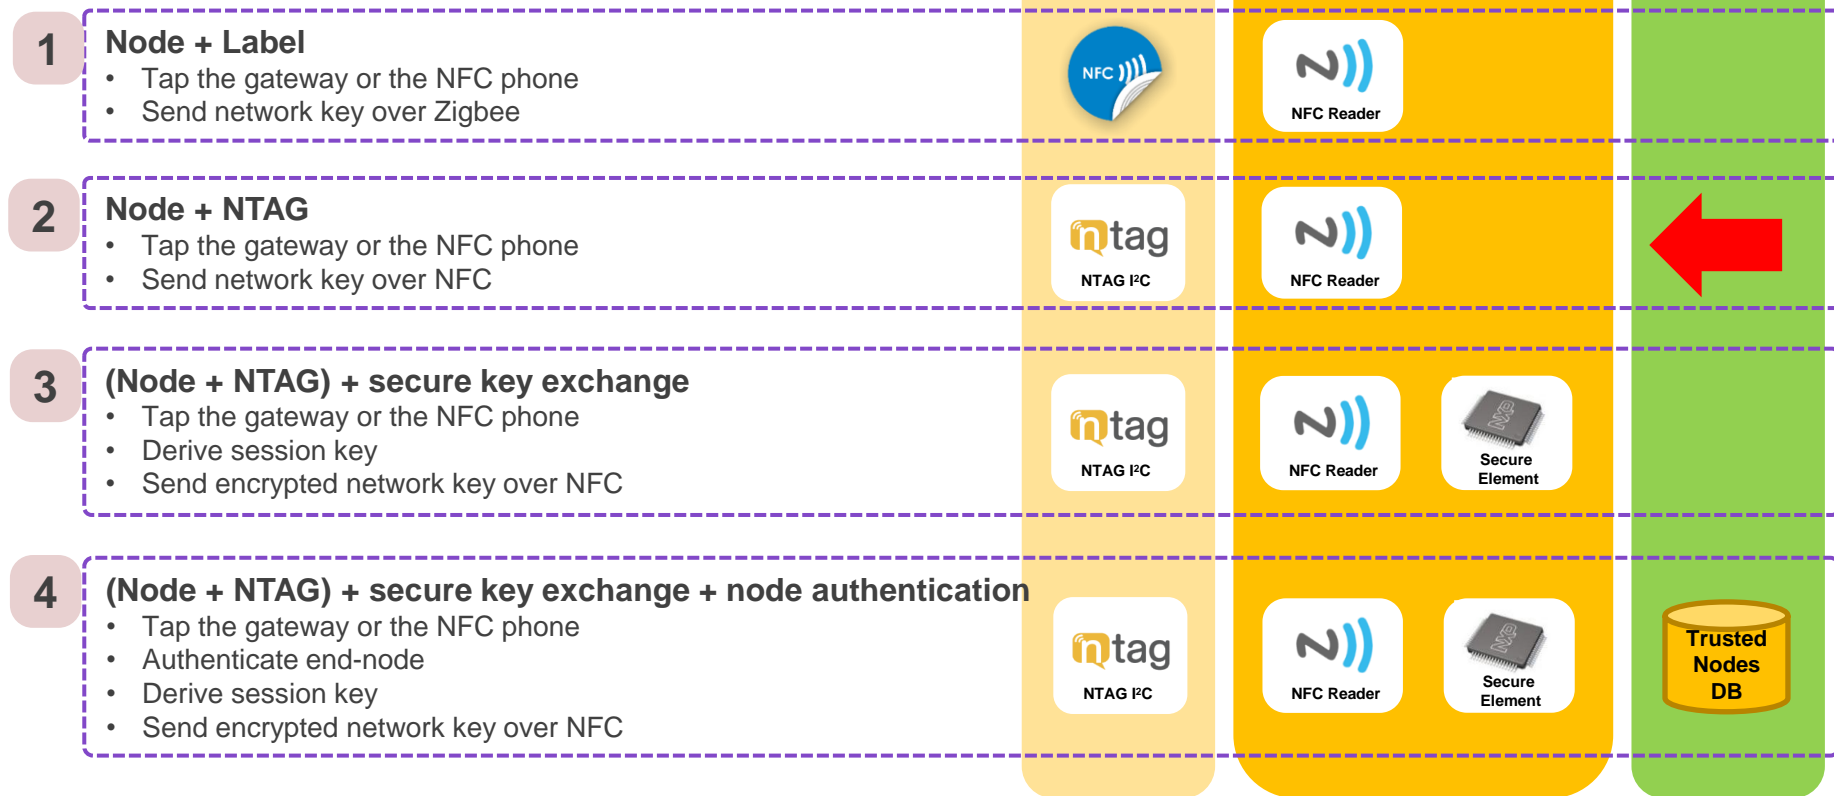 1
Node + Label
• Tap the gateway or the NFC phone
• Send network key over Zigbee
NFC
NFC Reader
2
Node + NTAG
• Tap the gateway or the NFC phone
• Send network key over NFC
ntag
NTAG I²C
NFC Reader
3
(Node + NTAG) + secure key exchange
• Tap the gateway or the NFC phone
• Derive session key
• Send encrypted network key over NFC
ntag
NTAG I²C
NFC Reader
NXP
Secure
Element
4
(Node + NTAG) + secure key exchange + node authentication
• Tap the gateway or the NFC phone
• Authenticate end-node
• Derive session key
• Send encrypted network key over NFC
ntag
NTAG I²C
NFC Reader
NXP
Secure
Element
Trusted
Nodes
DB